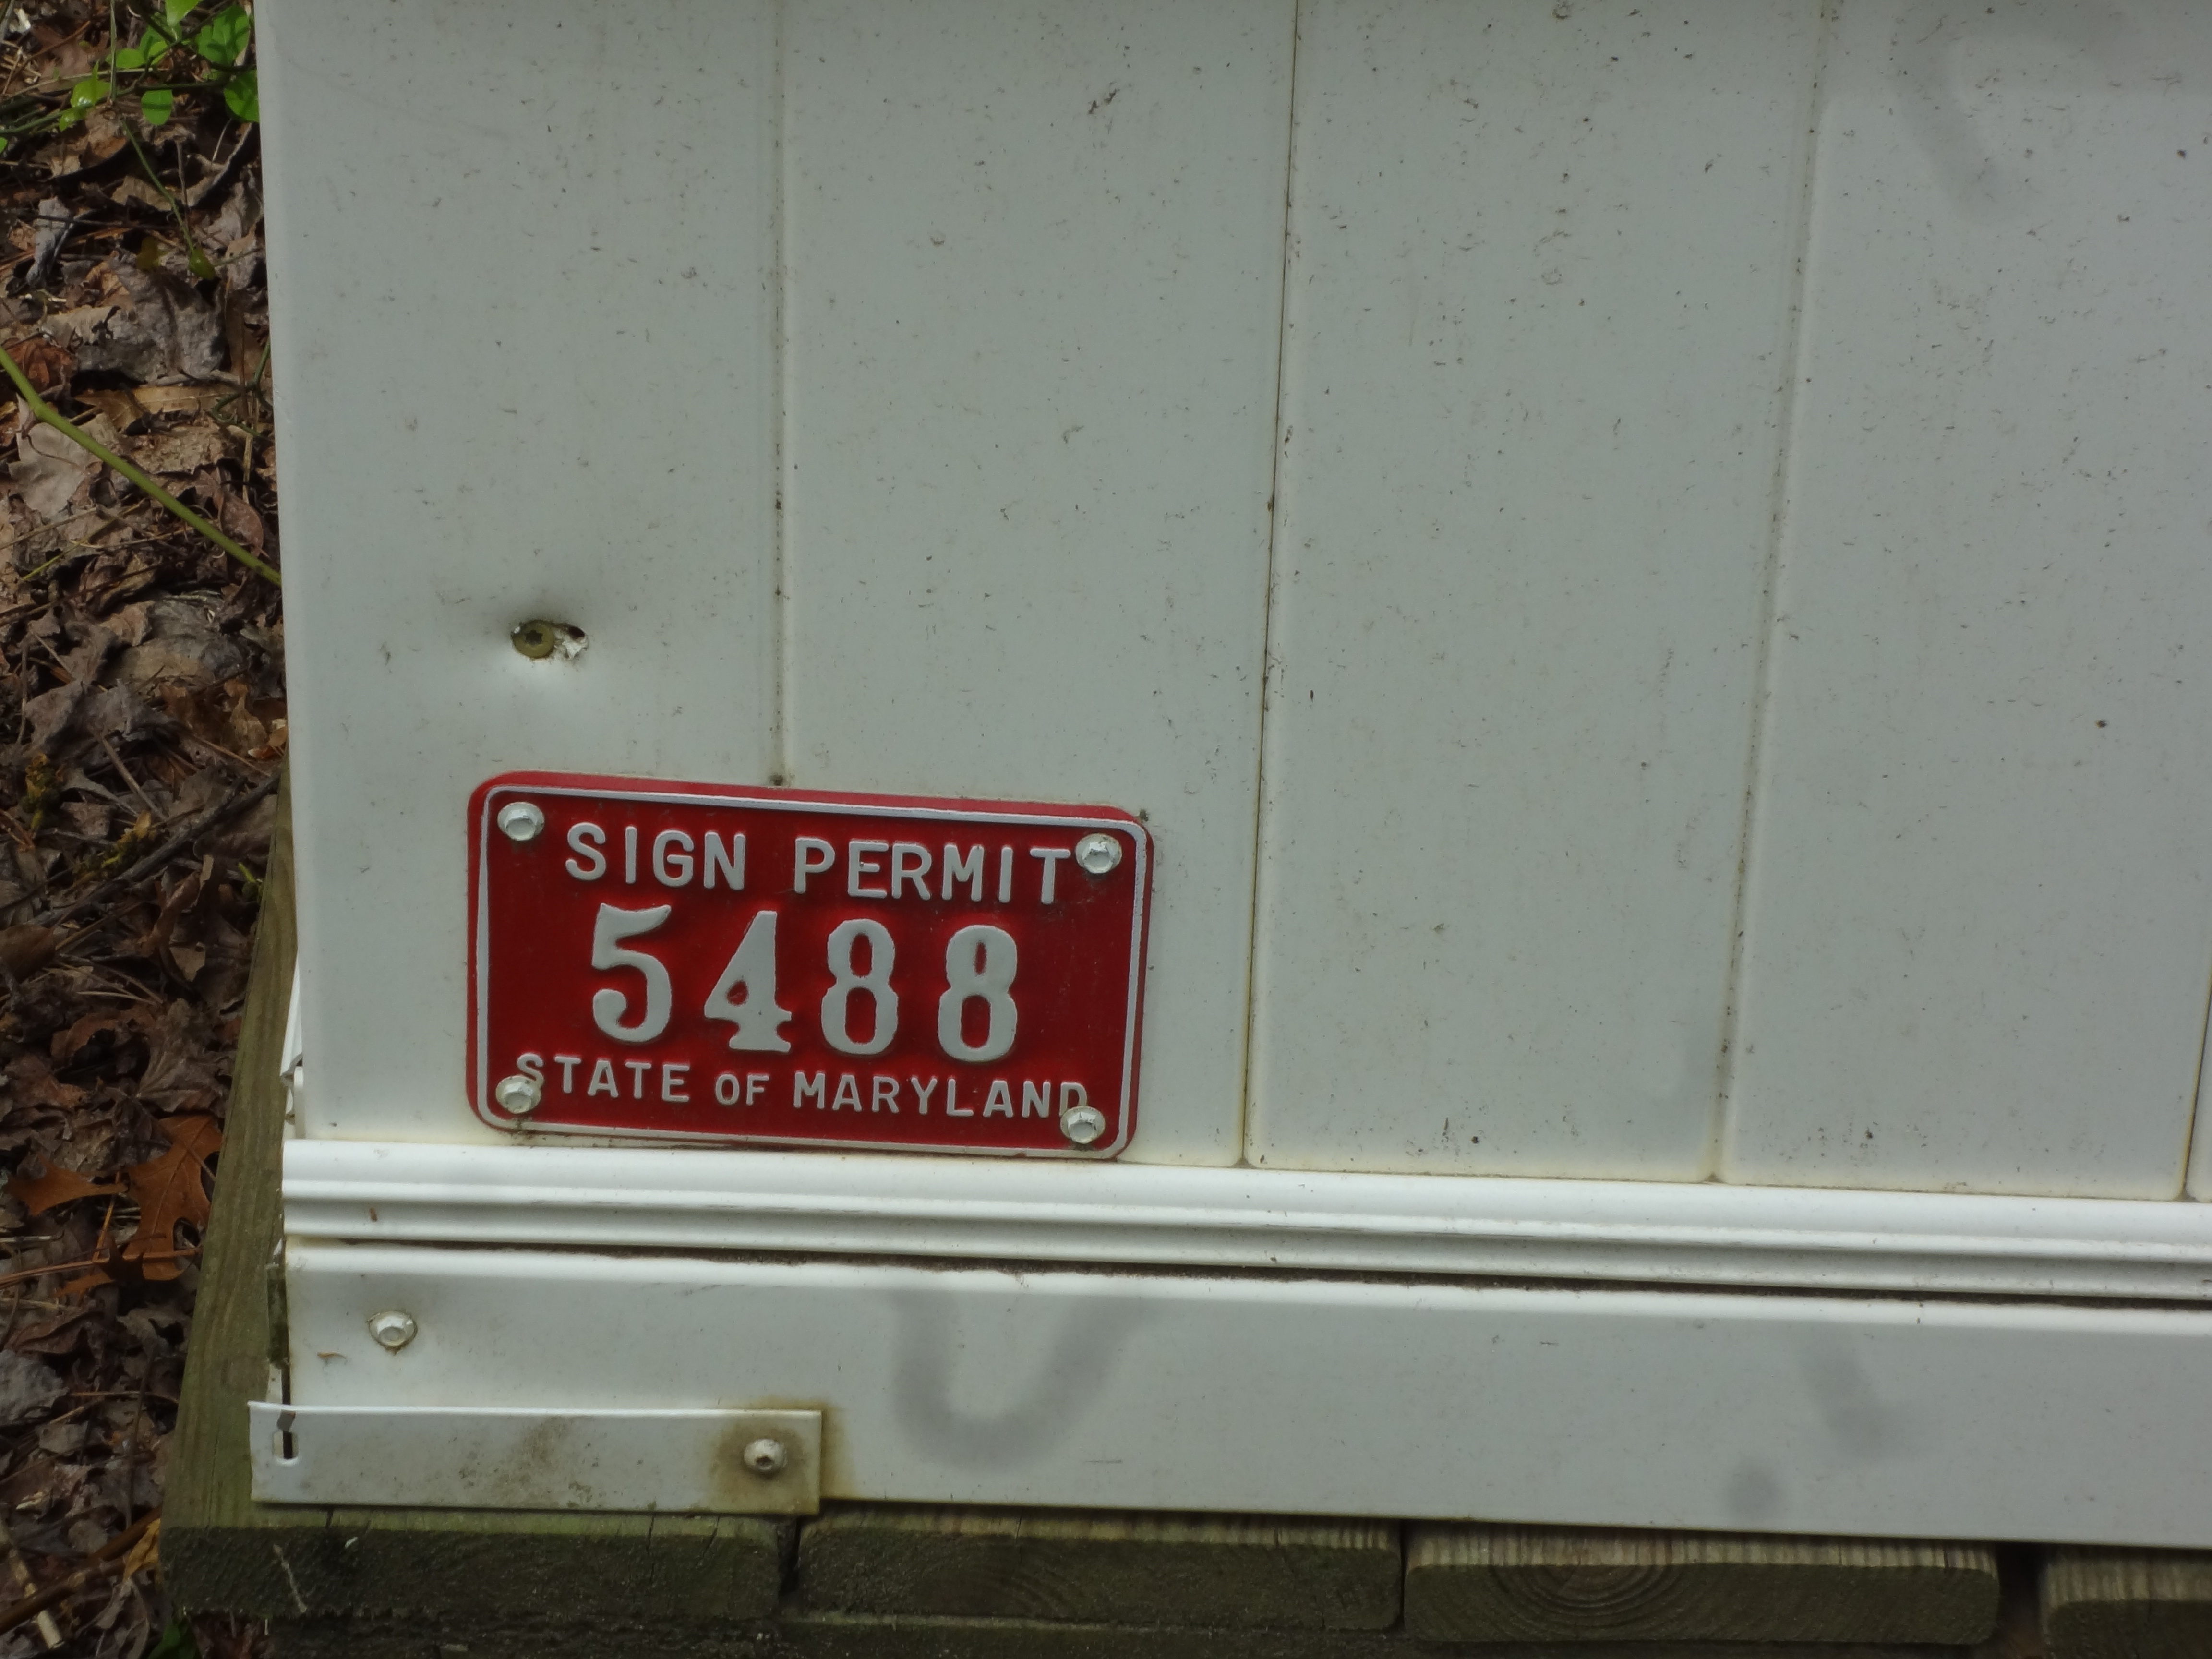 SIGN PERMIT
5488
STATE OF MARYLAND